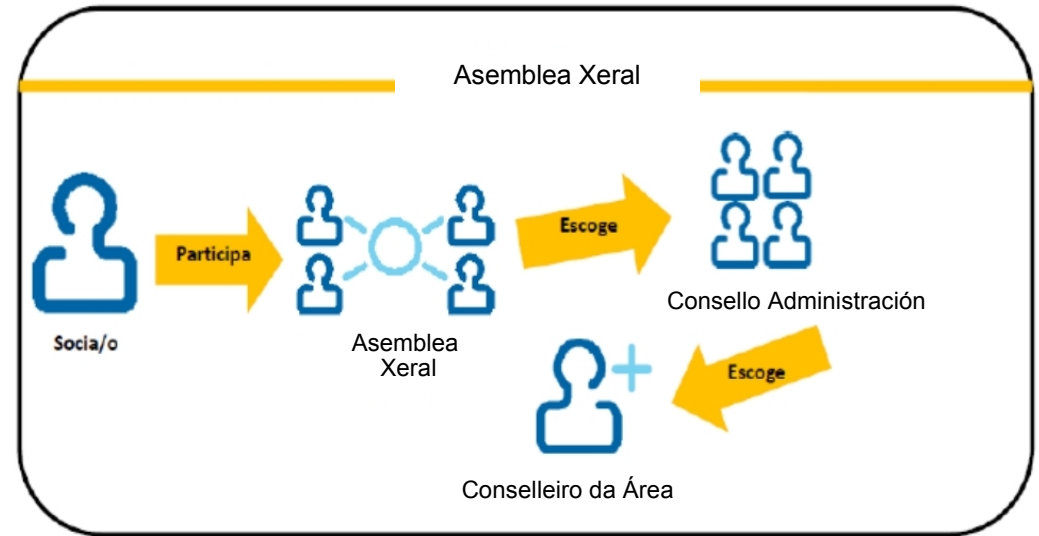 Asemblea Xeral
Participa
Escoge
Socia/o
Asemblea
Xeral
Consello Administración
Escoge
Conselleiro da Área